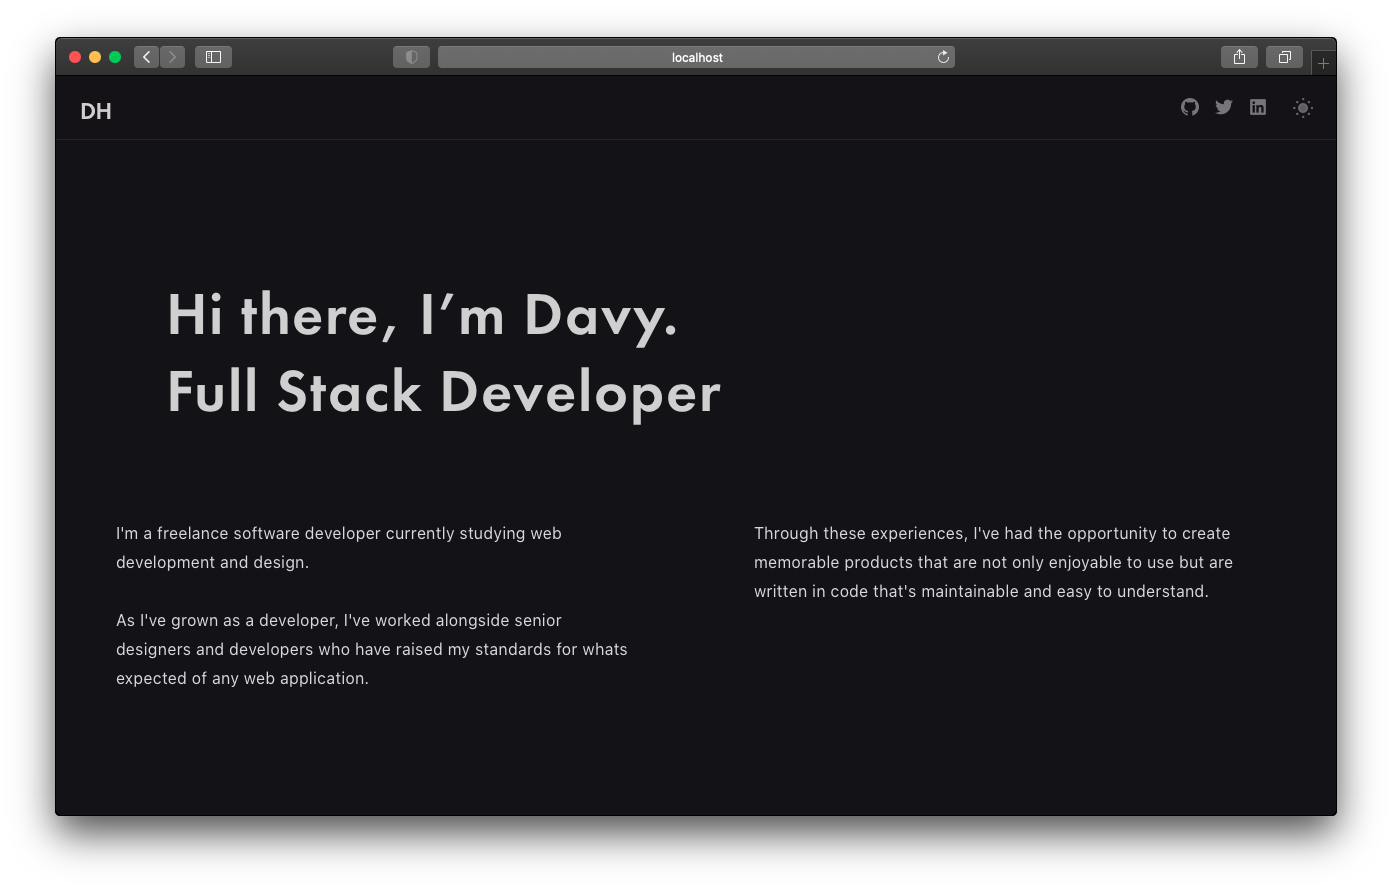 localhost
DH
Hi there, I’m Davy.
Full Stack Developer
I'm a freelance software developer currently studying web
development and design.
As I've grown as a developer, I've worked alongside senior
designers and developers who have raised my standards for whats
expected of any web application.
Through these experiences, I've had the opportunity to create
memorable products that are not only enjoyable to use but are
written in code that's maintainable and easy to understand.